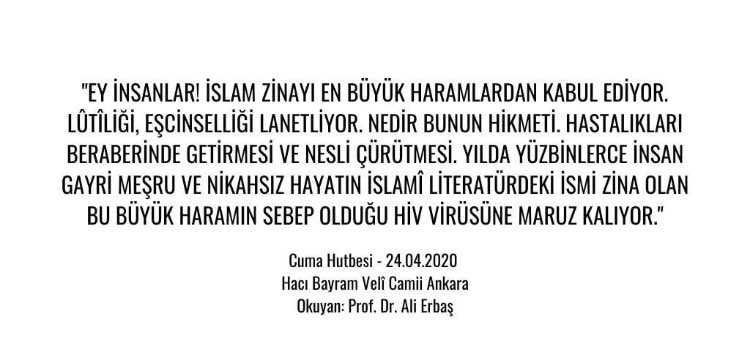 "EY İNSANLAR! İSLAM ZİNAYI EN BÜYÜK HARAMLARDAN KABUL EDİYOR.
LÛTÎLİĞİ, EŞCİNSELLİĞİ LANETLİYOR. NEDİR BUNUN HİKMETİ. HASTALIKLARI
BERABERİNDE GETİRMESİ VE NESLİ ÇÜRÜTMESİ. YILDA YÜZBİNLERCE İNSAN
GAYRİ MEŞRU VE NİKAHSIZ HAYATIN İSLAMÎ LİTERATÜRDEKİ İSMİ ZİNA OLAN
BU BÜYÜK HARAMIN SEBEP OLDUĞU HİV VİRÜSÜNE MARUZ KALIYOR."
Cuma Hutbesi - 24.04.2020
Hacı Bayram Velî Camii Ankara
Okuyan: Prof. Dr. Ali Erbaş